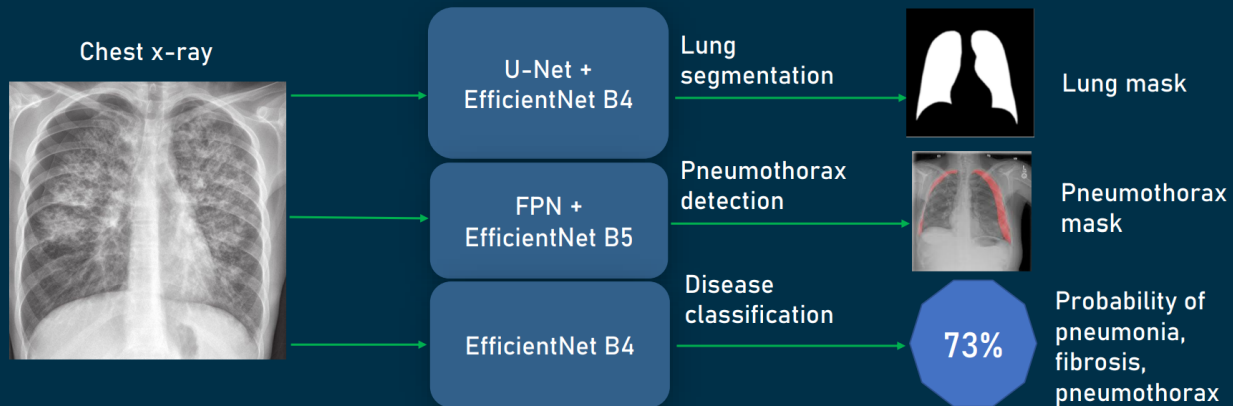 Chest x-ray
U-Net +
EfficientNet B4
Lung
segmentation
Lung mask
FPN +
EfficientNet B5
Pneumothorax
detection
Pneumothorax
mask
EfficientNet B4
Disease
classification
73%
Probability of
pneumonia,
fibrosis,
pneumothorax